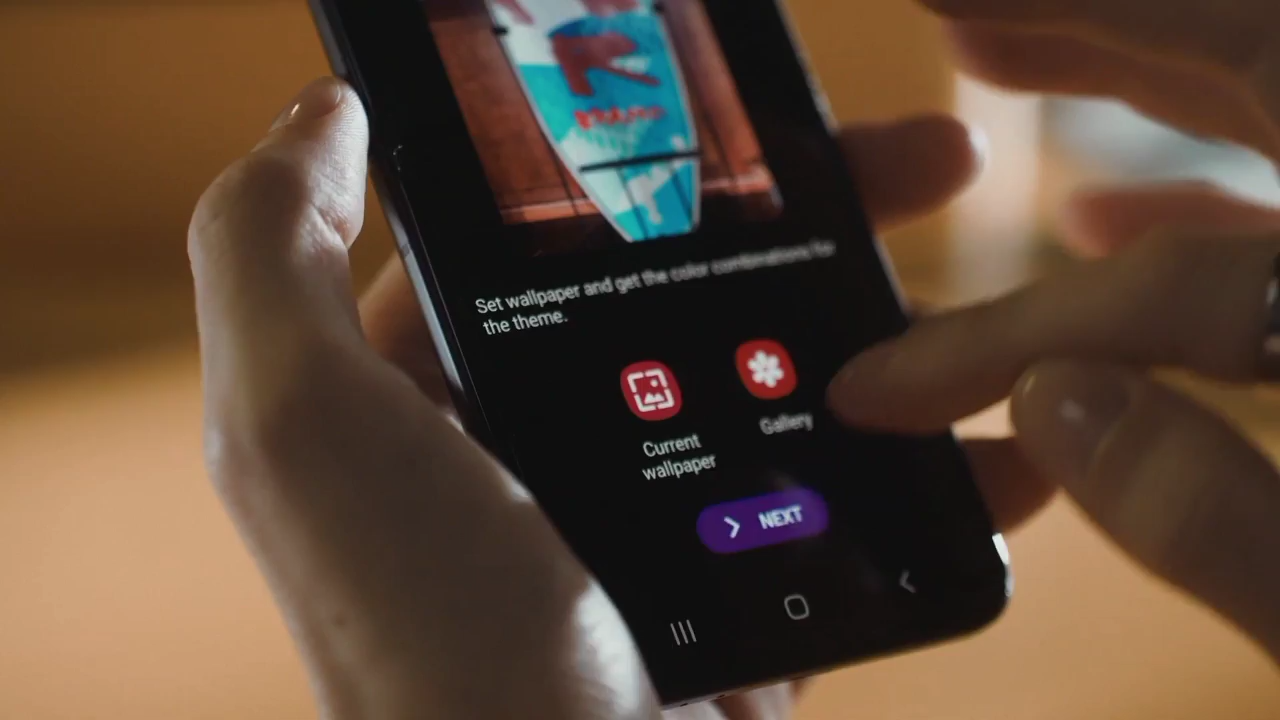 Set wallpaper and get the color combinations for
the theme.
Current
wallpaper
Gallery
NEXT